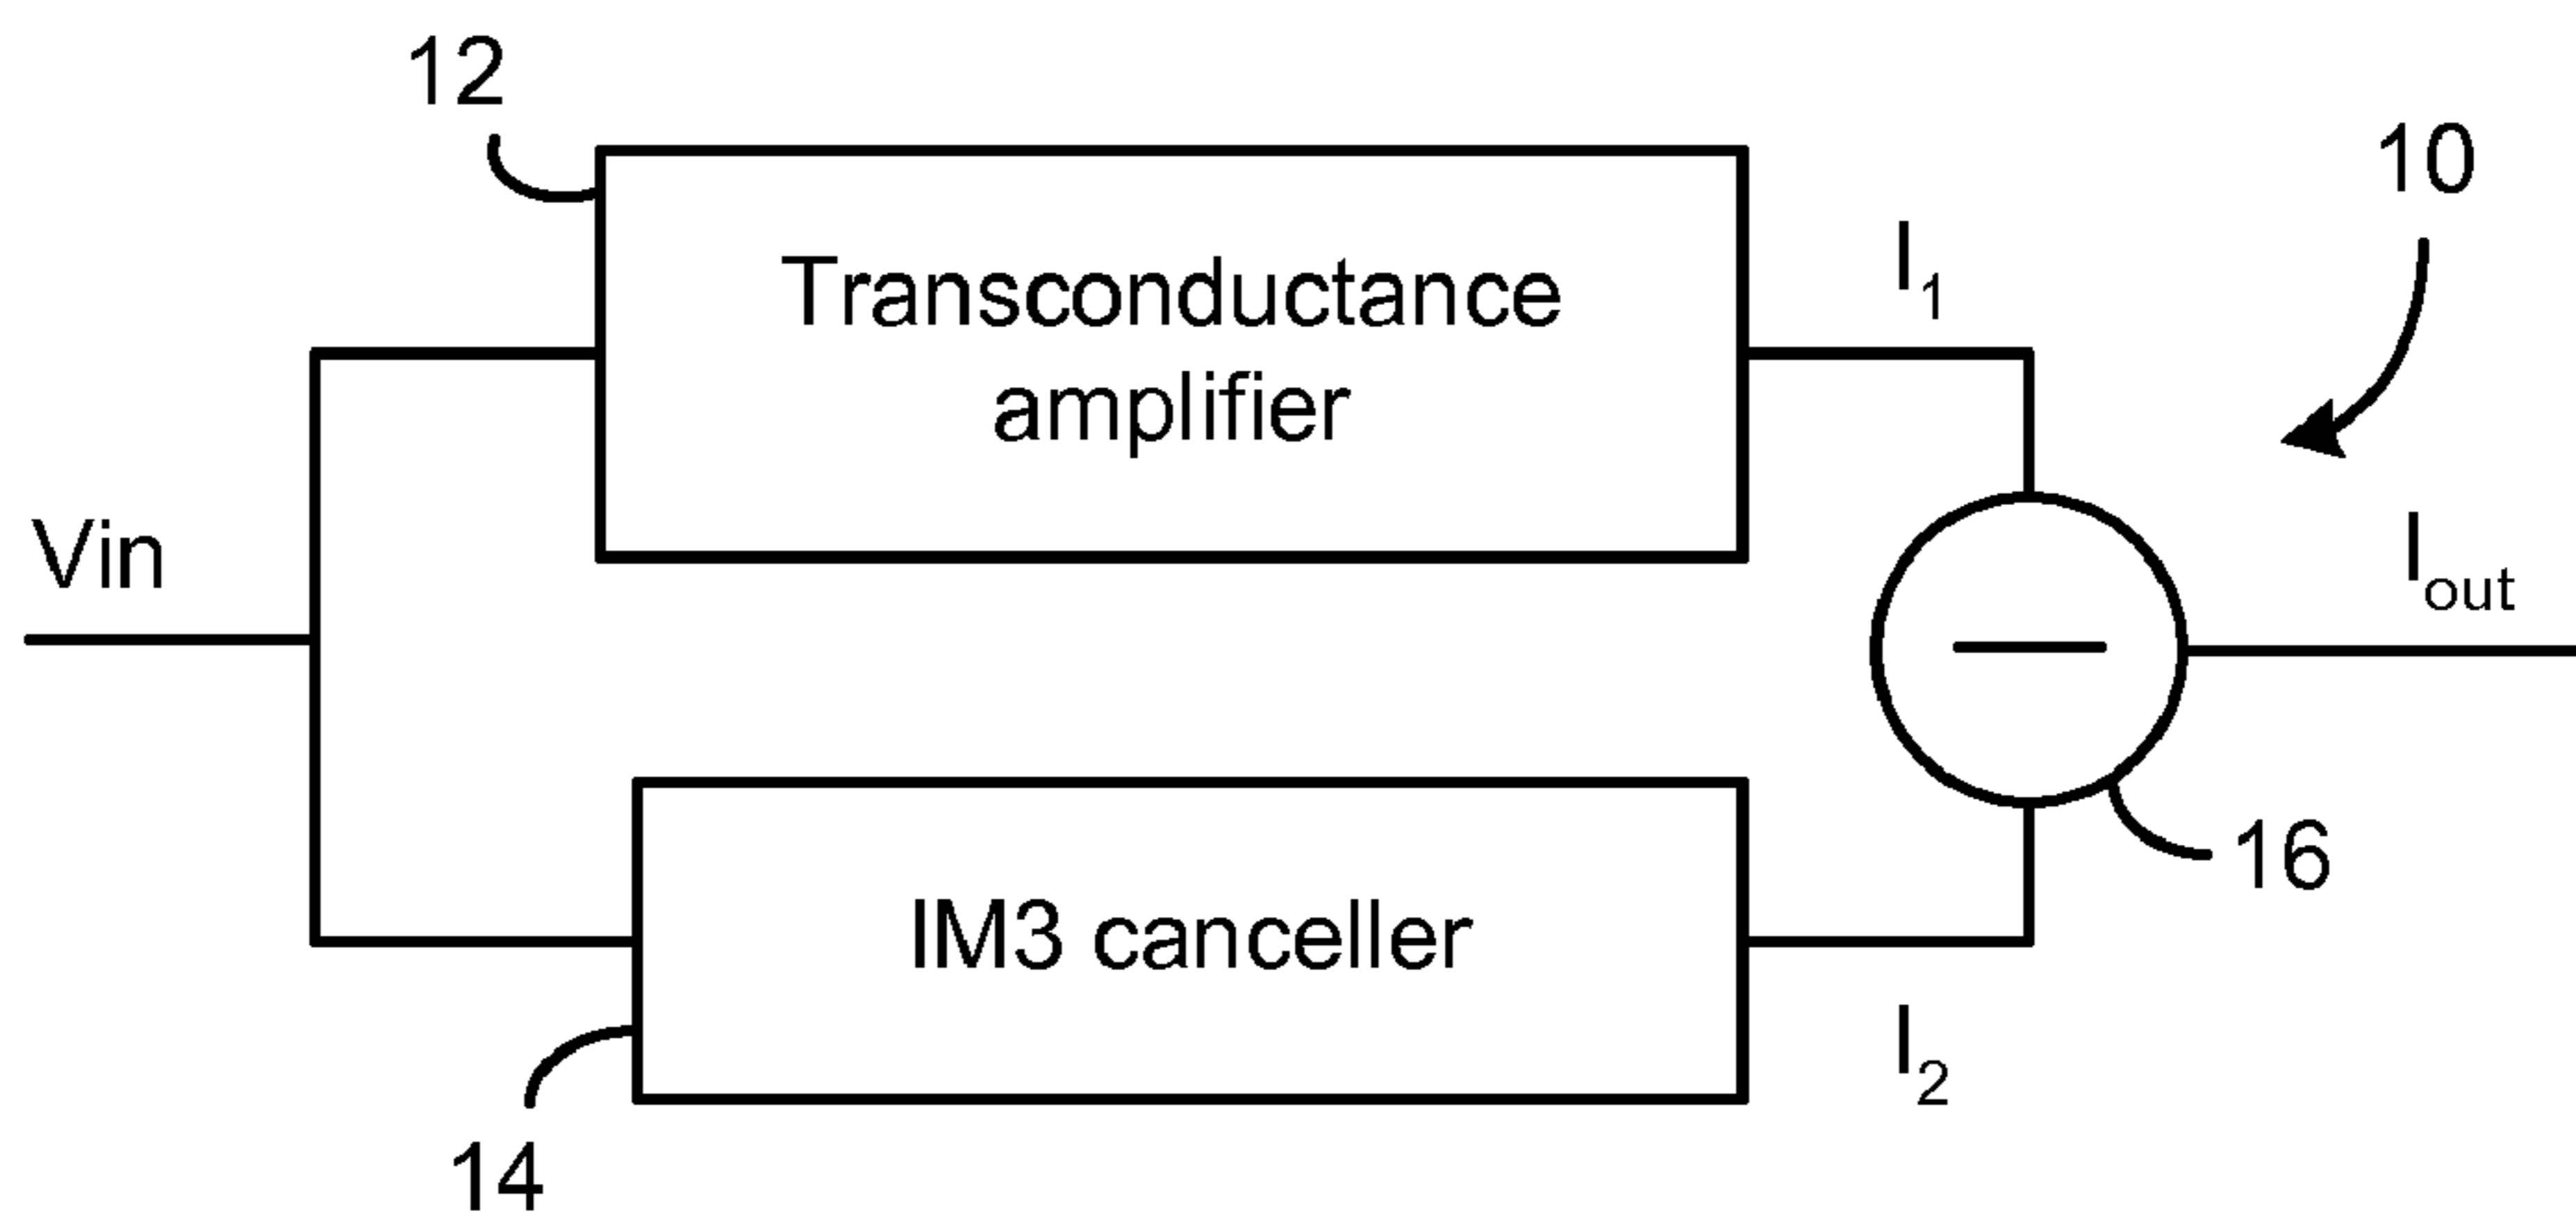 12
10
Transconductance
amplifier
I1
Vin
Iout
16
IM3 canceller
I2
14